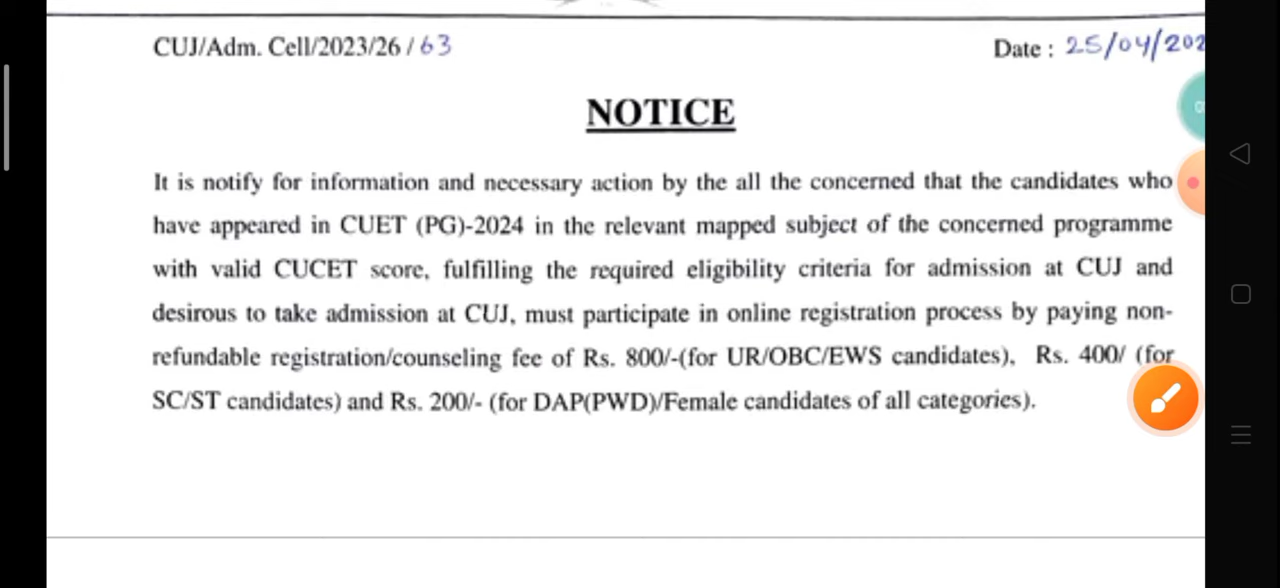 CUJ/Adm. Cell/2023/26 / 63 Date : 25/04/202
NOTICE
It is notify for information and necessary action by the all the concerned that the candidates who
have appeared in CUET (PG)-2024 in the relevant mapped subject of the concerned programme
with valid CUCET score, fulfilling the required eligibility criteria for admission at CUJ and
desirous to take admission at CUJ, must participate in online registration process by paying non-
refundable registration/counseling fee of Rs. 800/-(for UR/OBC/EWS candidates), Rs. 400/ (for
SC/ST candidates) and Rs. 200/- (for DAP(PWD)/Female candidates of all categories).